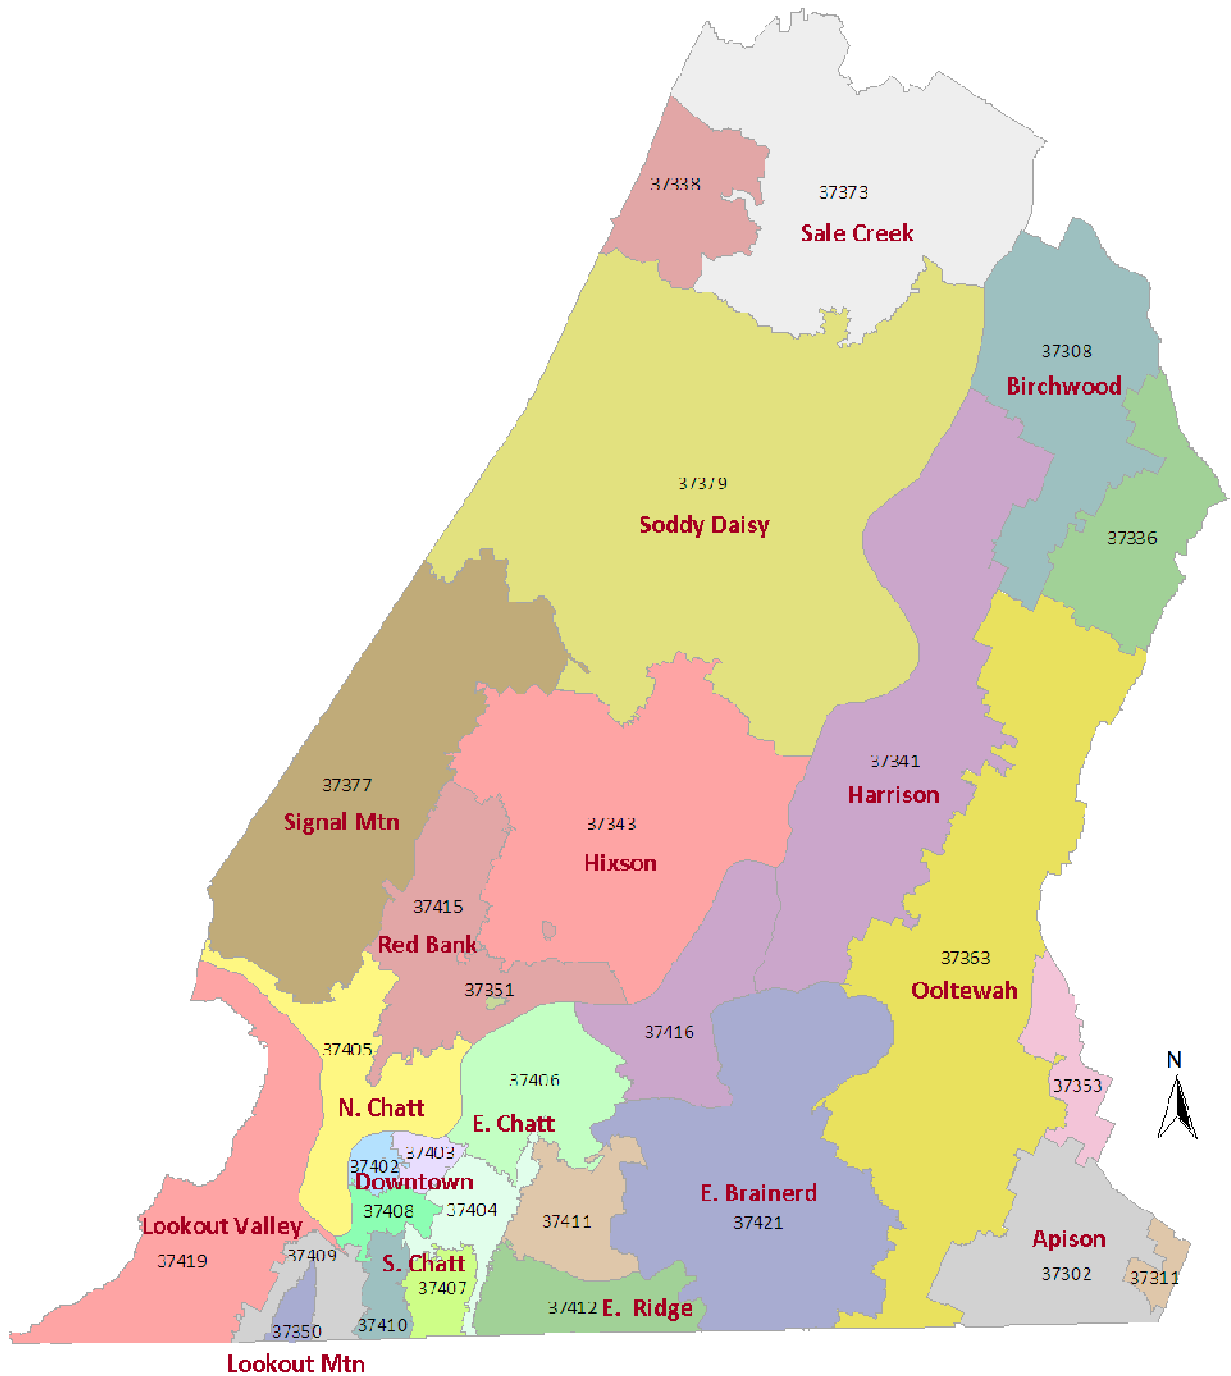 37338
37373
Sale Creek
37308
Birchwood
37379
Soddy Daisy
37336
37341
Harrison
37377
Signal Mtn
37343
Hixson
37415
Red Bank
37351
37363
Ooltewah
37416
37405
N. Chatt
37406
E. Chatt
37353
N
37402
37403
Downtown
37408
37404
37411
E. Brainerd
37421
Lookout Valley
37419
37409
S. Chatt
37407
Apison
37302
37311
37350
37410
37412 E. Ridge
Lookout Mtn